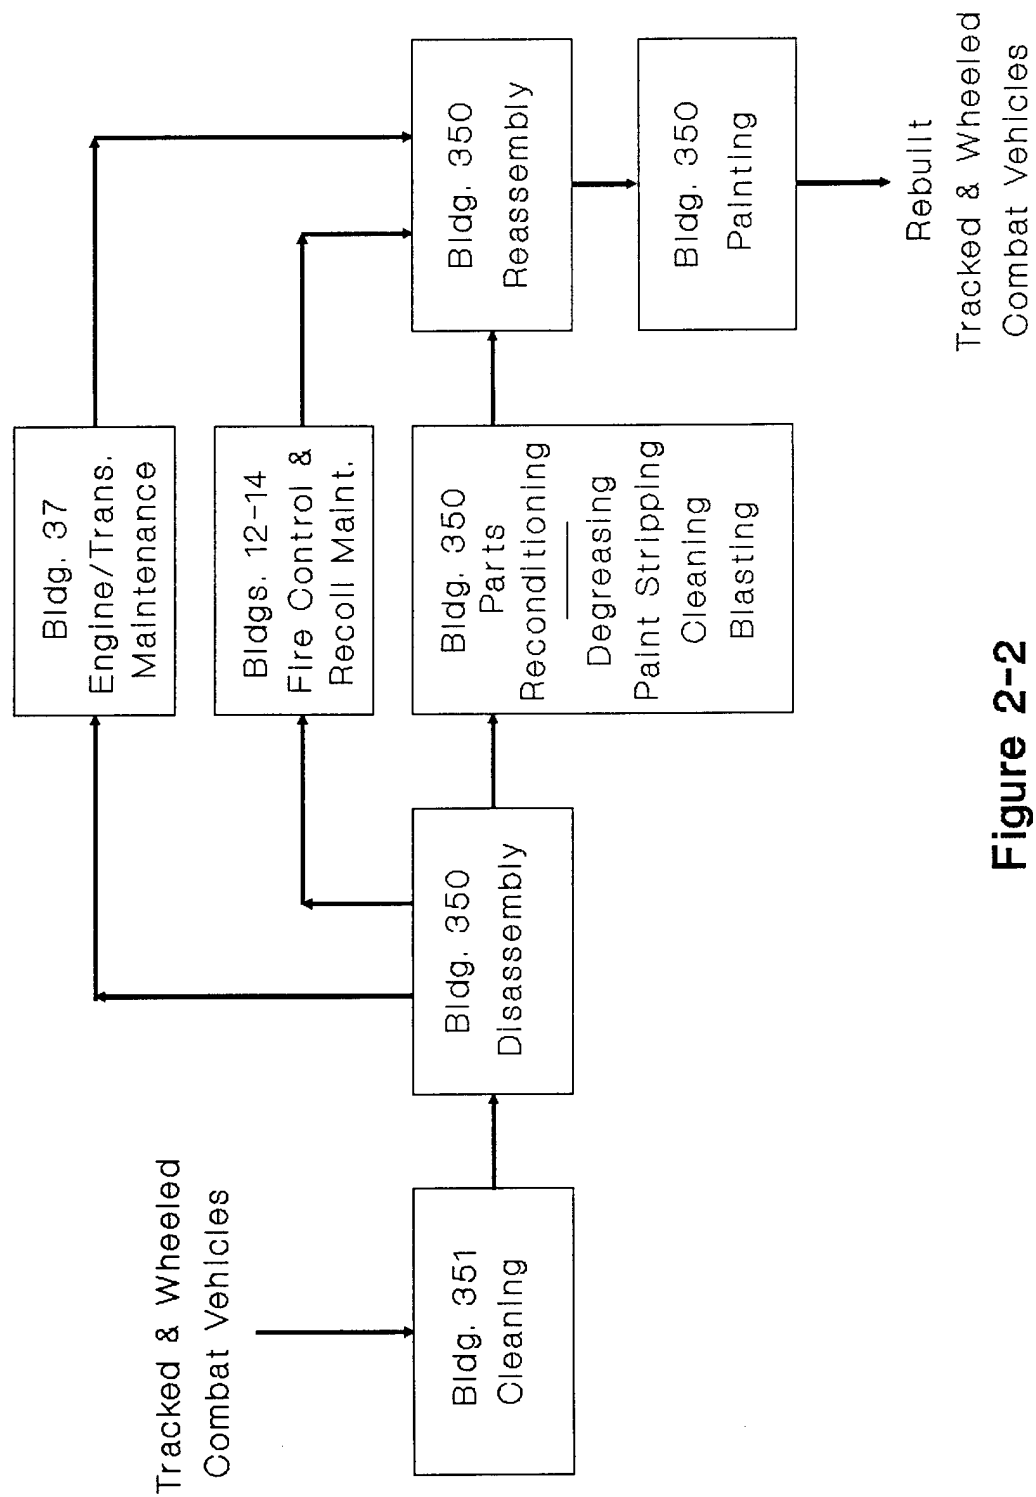 Tracked & Wheeled
Combat Vehicles
Bldg. 351
Cleaning
Bldg. 350
Disassembly
Bldg. 37
Engine/Trans.
Maintenance
Bldgs. 12-14
Fire Control &
Recoil Maint.
Bldg. 350
Parts
Reconditioning
Degreasing
Paint Stripping
Cleaning
Blasting
Bldg. 350
Reassembly
Bldg. 350
Painting
Rebuilt
Tracked & Wheeled
Combat Vehicles
Figure 2-2